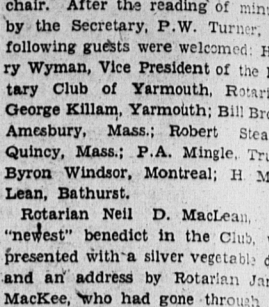 chair. After the reading of min
by the Secretary, P.W. Turner,
following guests were welcomed: H
ry Wyman, Vice President of the
tary Club of Yarmouth, Rotari
George Killam, Yarmouth; Bill Br
Amesbury, Mass.; Robert Stea
Quincy, Mass.; P.A. Mingle, Tru
Byron Windsor, Montreal; H M
Lean, Bathurst.
Rotarian Neil D. MacLean,
"newest" benedict in the Club,
presented with a silver vegetable d
and an address by Rotarian Ja
MacKee, who had gone through